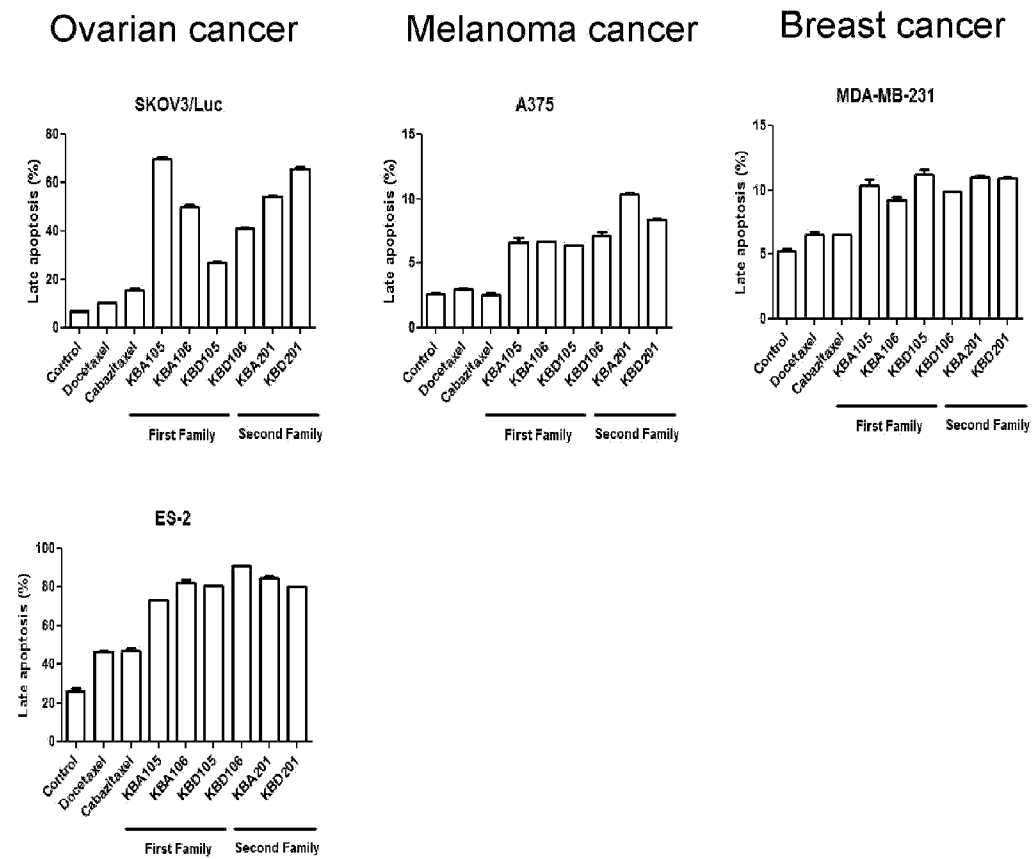 Ovarian cancer
Melanoma cancer
Breast cancer
SKOV3/Luc
Late apoptosis (%)
80
60
40
20
0
Control
Docetaxel
Cabazitaxel
KBA105
KBA106
KBD105
KBD106
KBA201
KBD201
First Family
Second Family
A375
Late apoptosis (%)
15
10
5
0
Control
Docetaxel
Cabazitaxel
KBA105
KBA106
KBD105
KBD106
KBA201
KBD201
First Family
Second Family
MDA-MB-231
Late apoptosis (%)
15
10
5
0
Control
Docetaxel
Cabazitaxel
KBA105
KBA106
KBD105
KBD106
KBA201
KBD201
First Family
Second Family
ES-2
Late apoptosis (%)
100
80
60
40
20
0
Control
Docetaxel
Cabazitaxel
KBA105
KBA106
KBD105
KBD106
KBA201
KBD201
First Family
Second Family